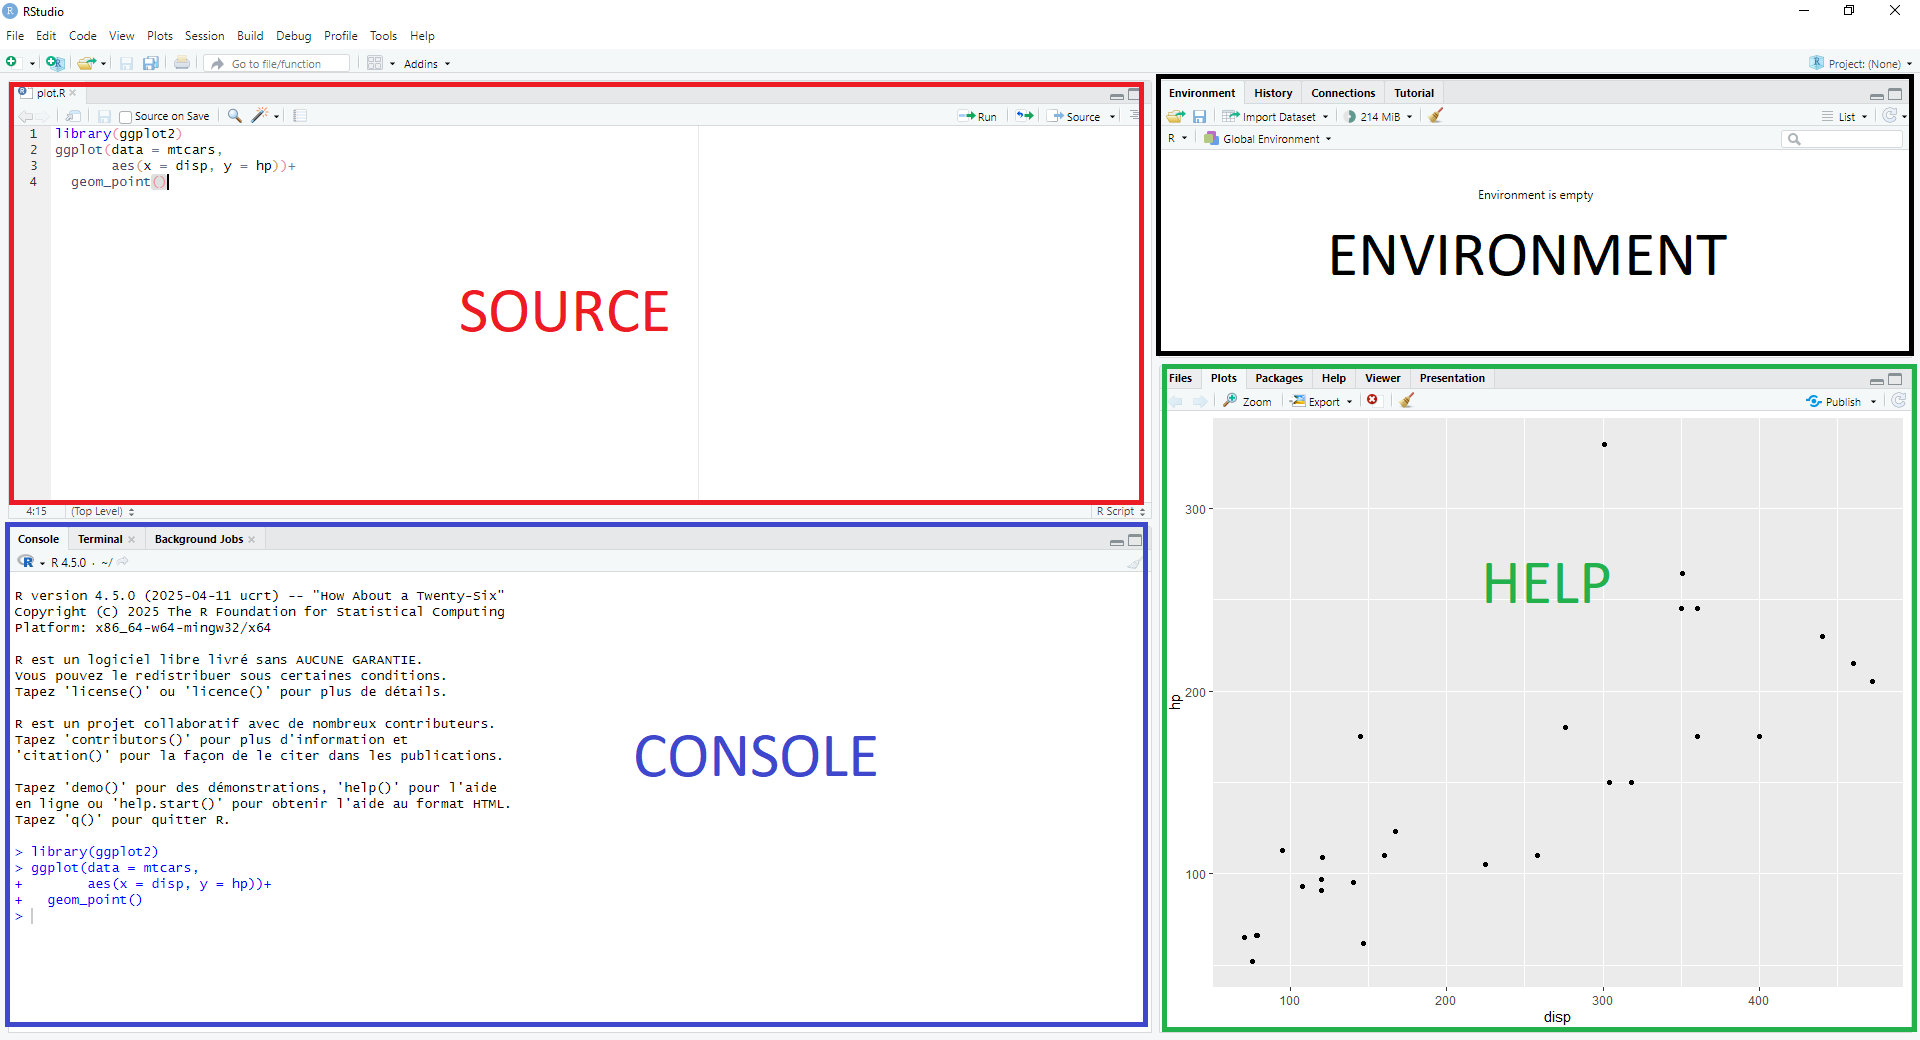 RStudio
File Edit Code View Plots Session Build Debug Profile Tools Help
Go to file/function Addins Project: (None)
plot.R
Source on Save Run Source
1 library(ggplot2)
2 ggplot(data = mtcars,
3 aes(x = disp, y = hp))+
4 geom_point()
SOURCE
4:15 (Top Level) R Script
Console Terminal Background Jobs
R 4.5.0 · ~/
R version 4.5.0 (2025-04-11 ucrt) -- "How About a Twenty-Six"
Copyright (C) 2025 The R Foundation for Statistical Computing
Platform: x86_64-w64-mingw32/x64
R est un logiciel libre livré sans AUCUNE GARANTIE.
Vous pouvez le redistribuer sous certaines conditions.
Tapez 'license()' ou 'licence()' pour plus de détails.
R est un projet collaboratif avec de nombreux contributeurs.
Tapez 'contributors()' pour plus d'information et
'citation()' pour la façon de le citer dans les publications.
Tapez 'demo()' pour des démonstrations, 'help()' pour l'aide
en ligne ou 'help.start()' pour obtenir l'aide au format HTML.
Tapez 'q()' pour quitter R.
> library(ggplot2)
> ggplot(data = mtcars,
+ aes(x = disp, y = hp))+
+ geom_point()
>
CONSOLE
Environment History Connections Tutorial
Import Dataset 214 MiB List
R Global Environment
Environment is empty
ENVIRONMENT
Files Plots Packages Help Viewer Presentation
Zoom Export Publish
HELP
300
200
100
hp
100 200 300 400
disp